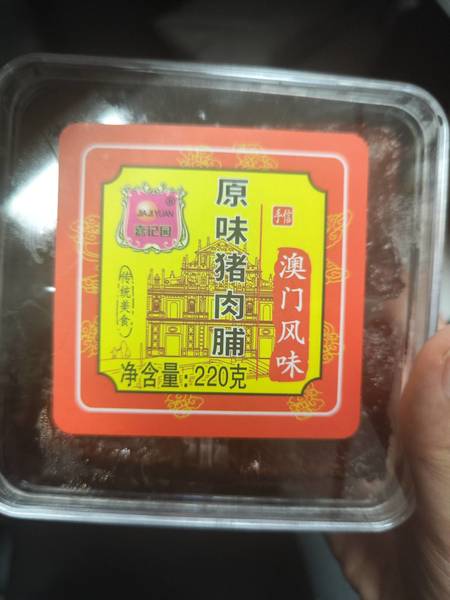 JIAJIYUAN
嘉记园
®
传统美食
原味猪肉脯
手信
澳门风味
净含量:220克